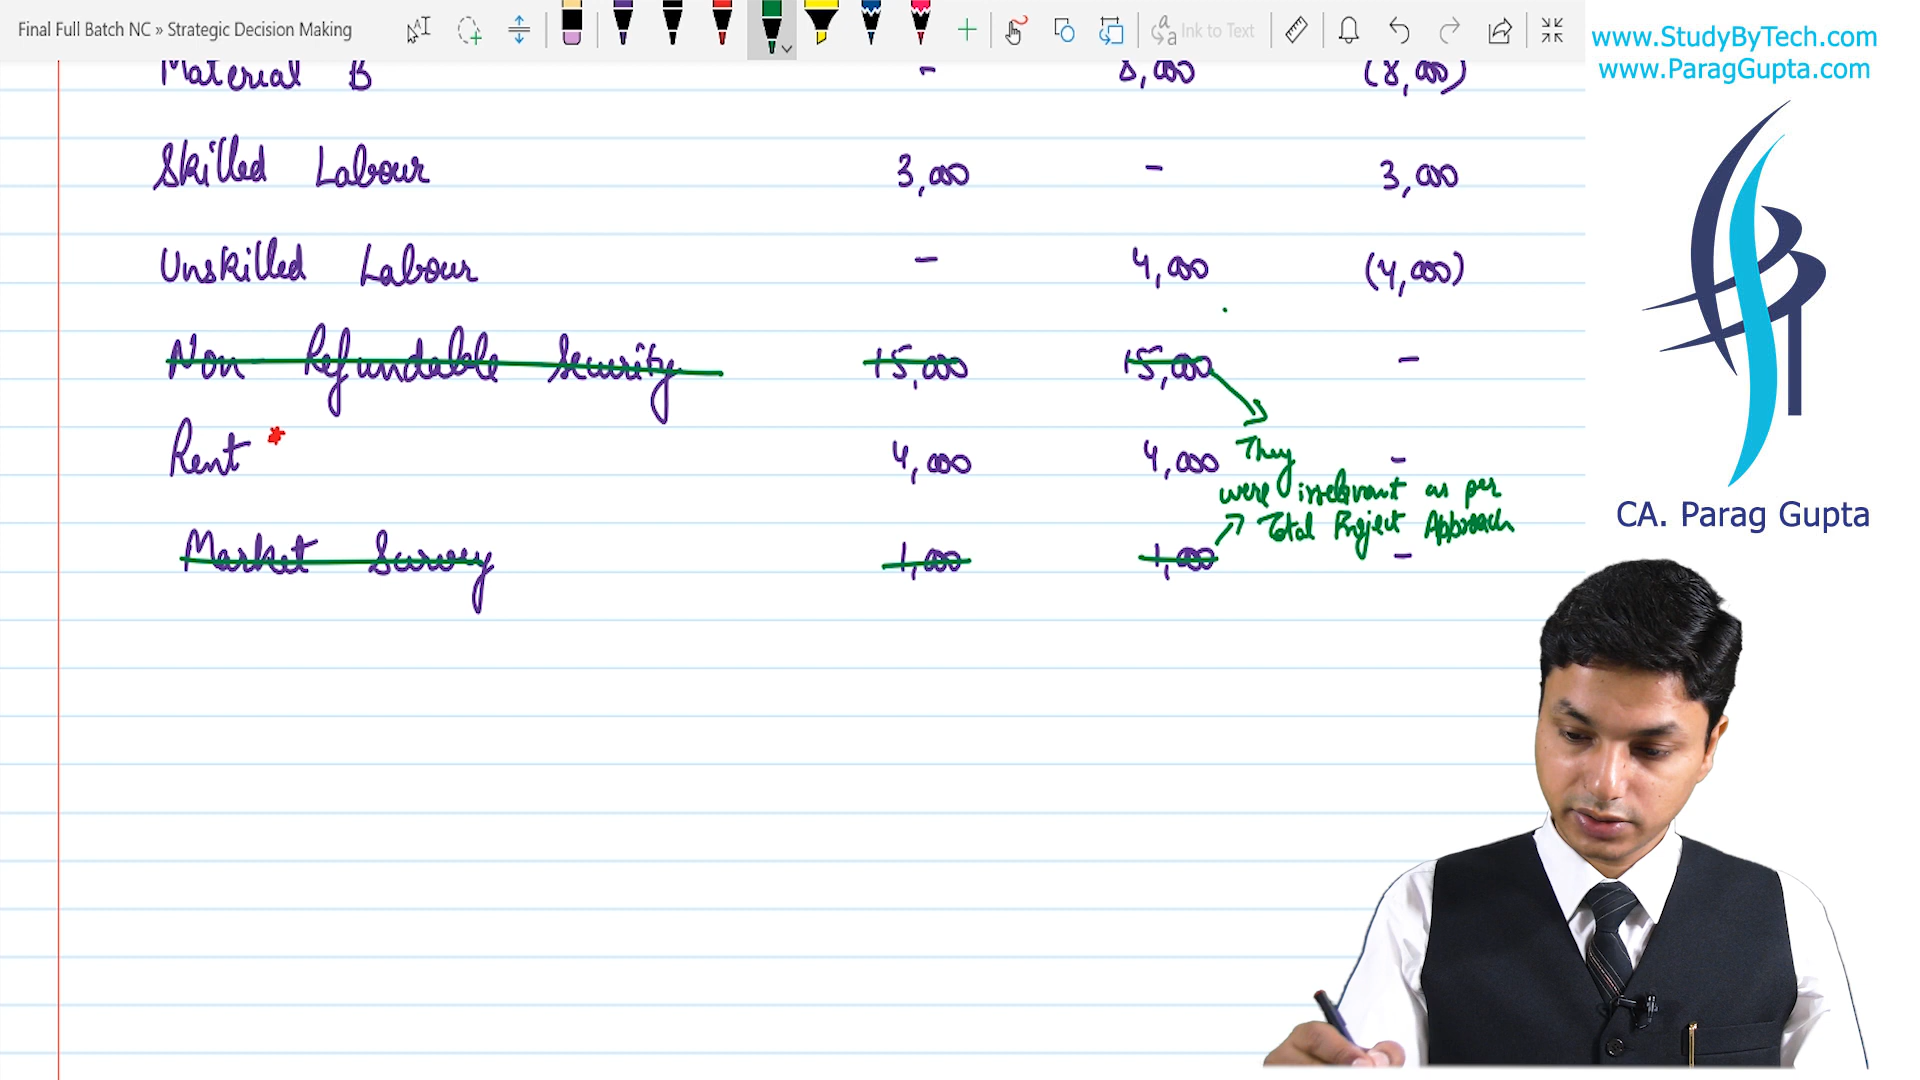 Final Full Batch NC » Strategic Decision Making
Ink to Text
www.StudyByTech.com
www.ParagGupta.com
Material B - 8,000 (8,000)
Skilled Labour 3,000 - 3,000
Unskilled Labour - 4,000 (4,000)
Non Refundable Security 15,000 15,000 -
Rent * 4,000 4,000 -
They
were irrelevant as per
Total Project Approach
Market Survey 1,000 1,000 -
CA. Parag Gupta